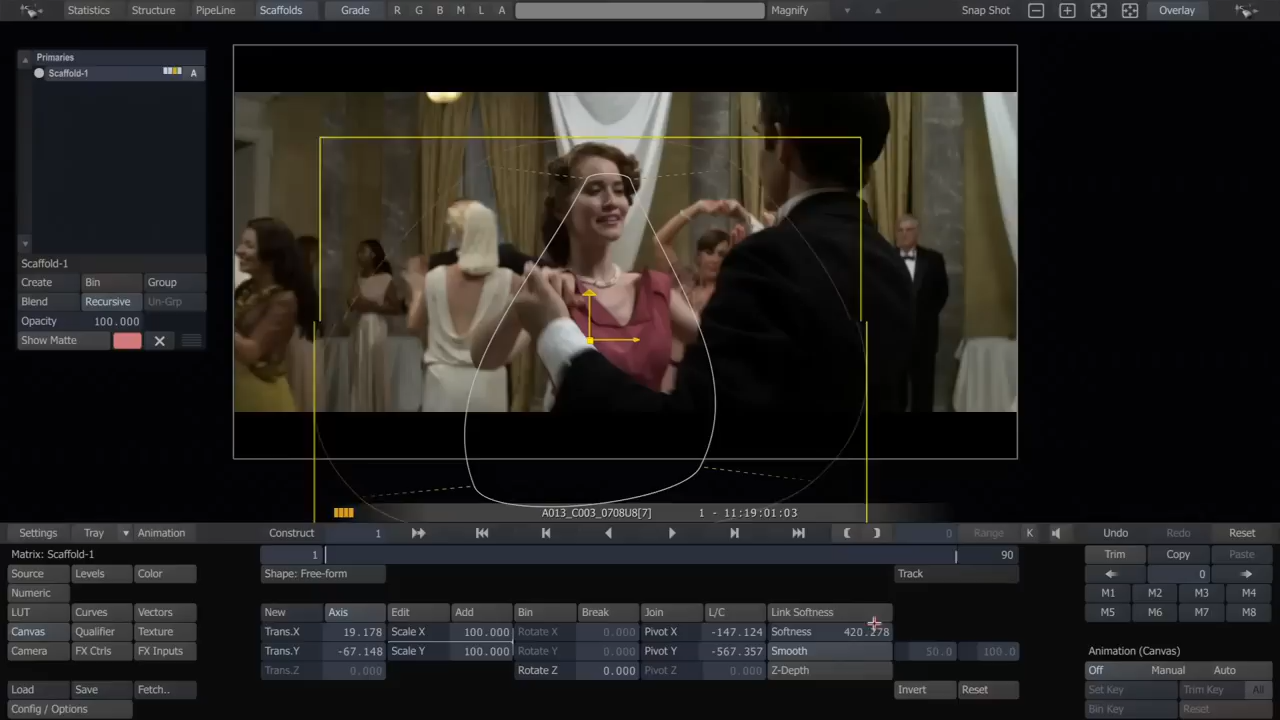 Statistics Structure PipeLine Scaffolds Grade R G B M L A Magnify Snap Shot Overlay
Primaries
Scaffold-1 A
Scaffold-1
Create Bin Group
Blend Recursive Un-Grp
Opacity 100.000
Show Matte
A013_C003_0708U8[7] 1 - 11:19:01:03
Settings Tray Animation Construct 1 0 Range K Undo Redo Reset
Matrix: Scaffold-1 1 90 Trim Copy Paste
Source Levels Color Shape: Free-form Track 0
Numeric M1 M2 M3 M4
LUT Curves Vectors New Axis Edit Add Bin Break Join L/C Link Softness M5 M6 M7 M8
Canvas Qualifier Texture Trans.X 19.178 Scale X 100.000 Rotate X 0.000 Pivot X -147.124 Softness 420.278
Camera FX Ctrls FX Inputs Trans.Y -67.148 Scale Y 100.000 Rotate Y 0.000 Pivot Y -567.357 Smooth 50.0 100.0 Animation (Canvas)
Trans.Z 0.000 Rotate Z 0.000 Pivot Z 0.000 Z-Depth Off Manual Auto
Load Save Fetch.. Invert Reset Set Key Trim Key All
Config / Options Bin Key Reset